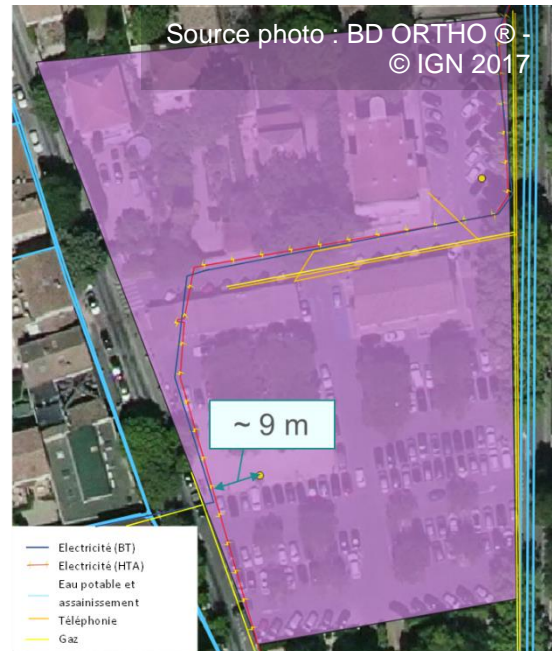 Source photo : BD ORTHO ® -
© IGN 2017
~ 9 m
Electricité (BT)
Electricité (HTA)
Eau potable et
assainissement
Téléphonie
Gaz